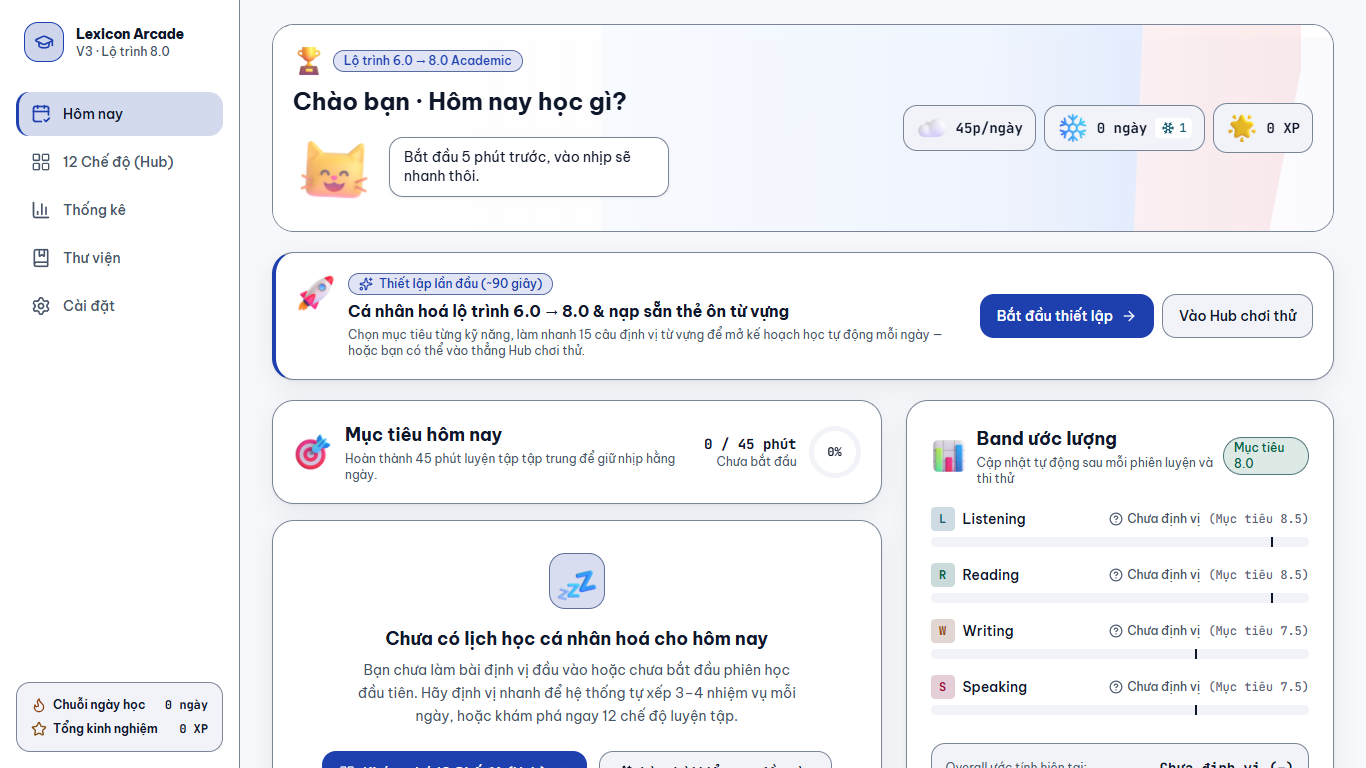 Lexicon Arcade
V3 · Lộ trình 8.0
Hôm nay
12 Chế độ (Hub)
Thống kê
Thư viện
Cài đặt
Chuỗi ngày học 0 ngày
Tổng kinh nghiệm 0 XP
Lộ trình 6.0 → 8.0 Academic
Chào bạn · Hôm nay học gì?
Bắt đầu 5 phút trước, vào nhịp sẽ
nhanh thôi.
45p/ngày
0 ngày 1
0 XP
Thiết lập lần đầu (~90 giây)
Cá nhân hoá lộ trình 6.0 → 8.0 & nạp sẵn thẻ ôn từ vựng
Chọn mục tiêu từng kỹ năng, làm nhanh 15 câu định vị từ vựng để mở kế hoạch học tự động mỗi ngày —
hoặc bạn có thể vào thẳng Hub chơi thử.
Bắt đầu thiết lập →
Vào Hub chơi thử
Mục tiêu hôm nay
Hoàn thành 45 phút luyện tập tập trung để giữ nhịp hằng
ngày.
0 / 45 phút
Chưa bắt đầu
0%
Chưa có lịch học cá nhân hoá cho hôm nay
Bạn chưa làm bài định vị đầu vào hoặc chưa bắt đầu phiên học
đầu tiên. Hãy định vị nhanh để hệ thống tự xếp 3–4 nhiệm vụ mỗi
ngày, hoặc khám phá ngay 12 chế độ luyện tập.
Band ước lượng
Cập nhật tự động sau mỗi phiên luyện và
thi thử
Mục tiêu
8.0
L Listening Chưa định vị (Mục tiêu 8.5)
R Reading Chưa định vị (Mục tiêu 8.5)
W Writing Chưa định vị (Mục tiêu 7.5)
S Speaking Chưa định vị (Mục tiêu 7.5)
Overall ước tính hiện tại: Chưa định vị (–)